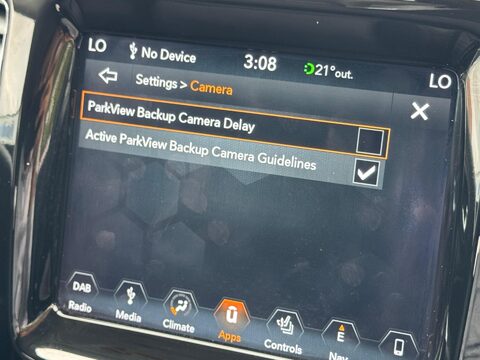 LO No Device 3:08 21° out. LO
Settings > Camera
ParkView Backup Camera Delay
Active ParkView Backup Camera Guidelines
DAB
Radio Media Climate Apps Controls Nav
E